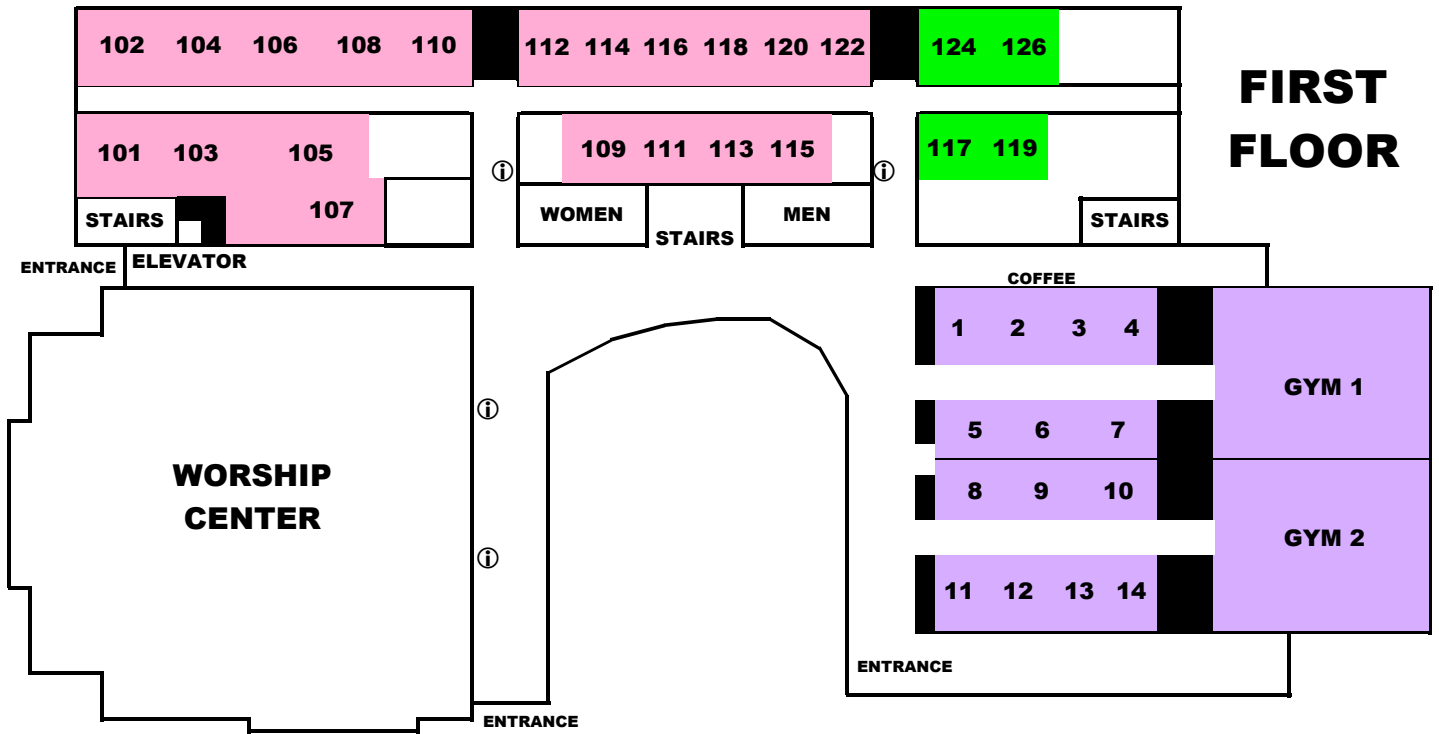 102 104 106 108 110 112 114 116 118 120 122 124 126
FIRST
FLOOR
101 103 105 109 111 113 115 117 119
107
STAIRS
WOMEN
STAIRS
MEN
STAIRS
ENTRANCE
ELEVATOR
COFFEE
1 2 3 4
GYM 1
5 6 7
WORSHIP
CENTER
8 9 10
GYM 2
11 12 13 14
ENTRANCE
ENTRANCE